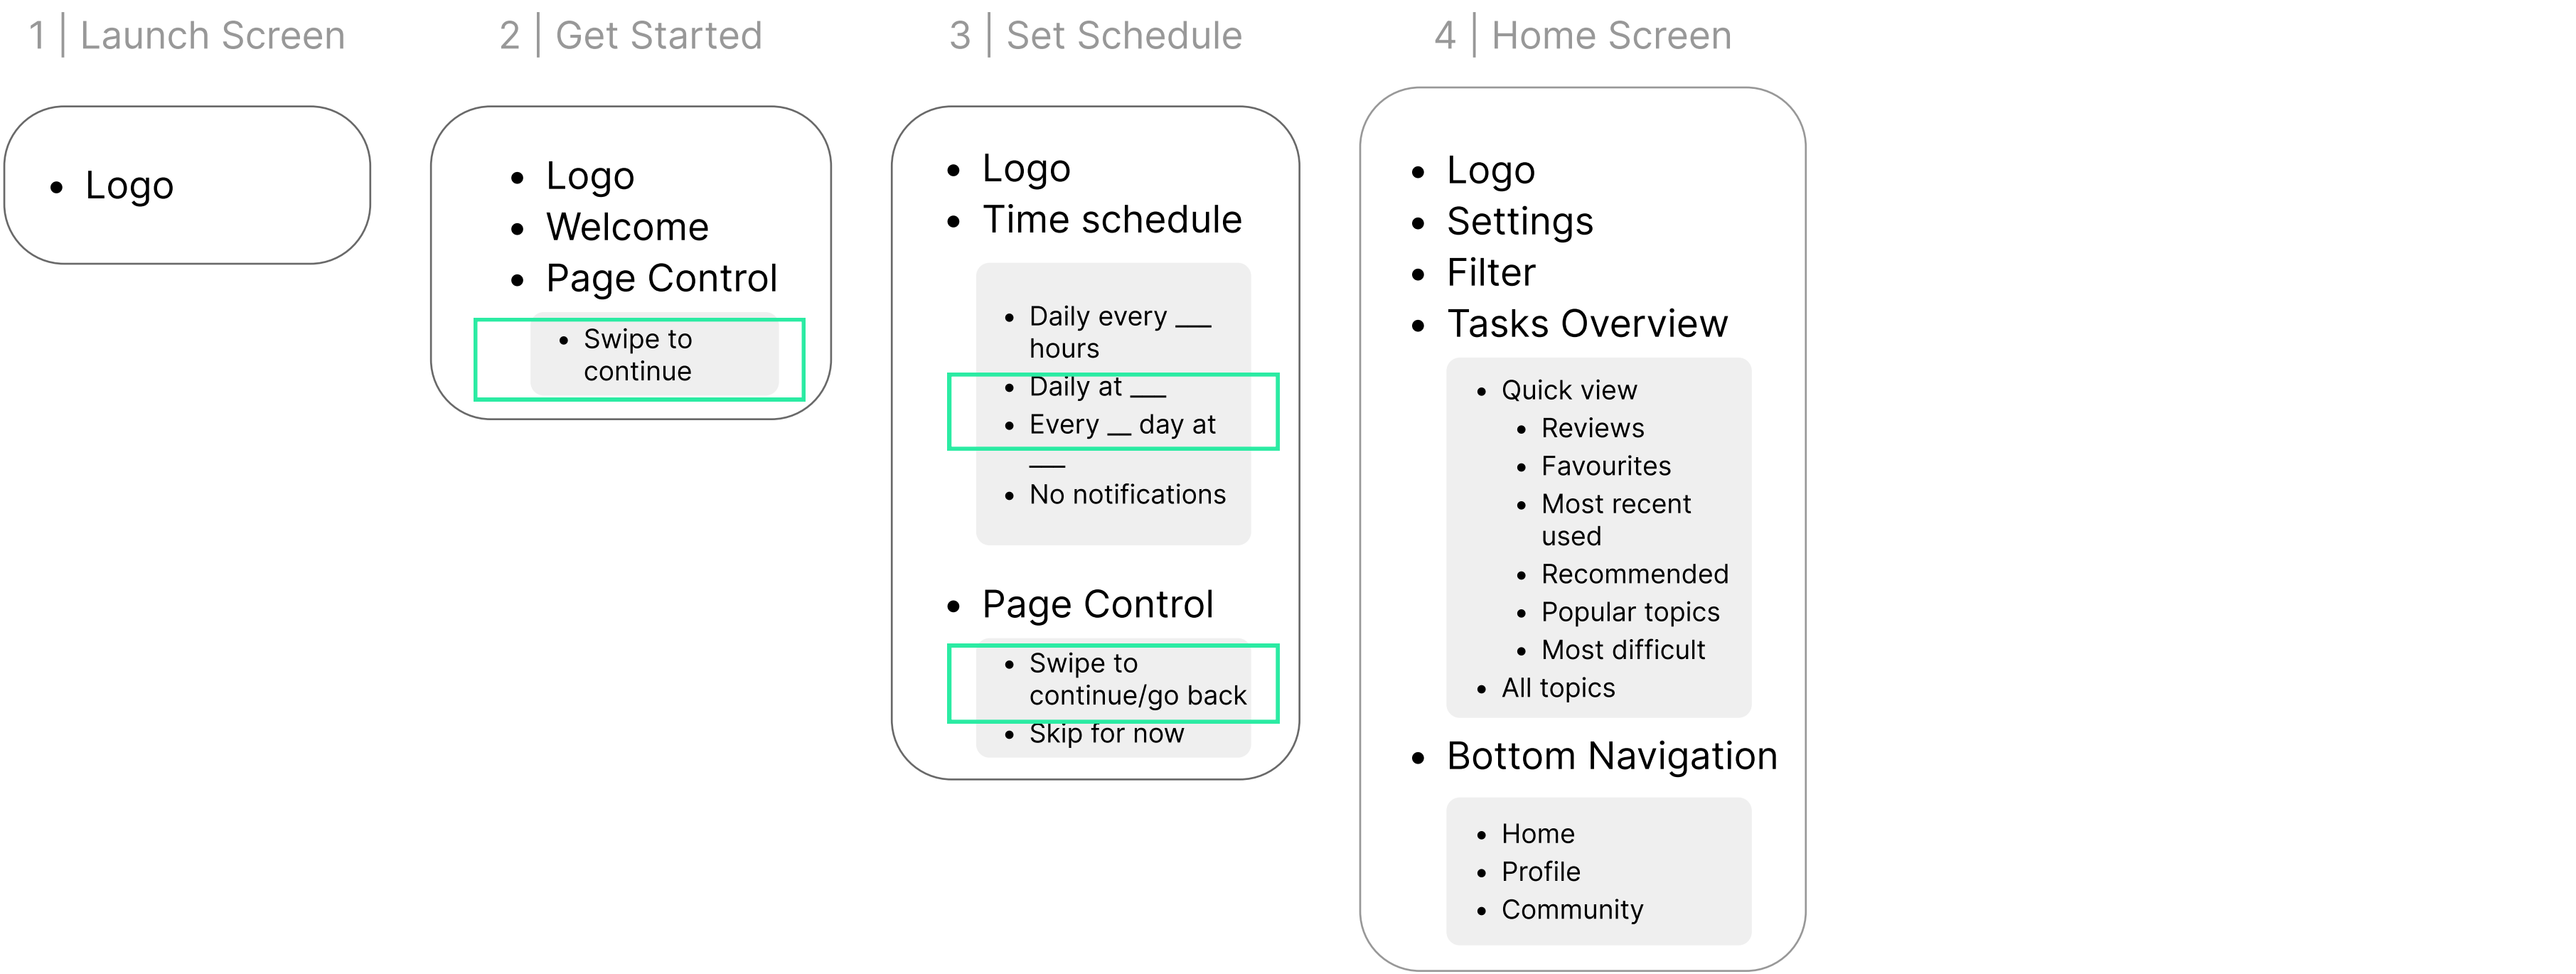 1 | Launch Screen
• Logo
2 | Get Started
• Logo
• Welcome
• Page Control
• Swipe to
continue
3 | Set Schedule
• Logo
• Time schedule
• Daily every ___
hours
• Daily at ___
• Every __ day at
___
• No notifications
• Page Control
• Swipe to
continue/go back
• Skip for now
4 | Home Screen
• Logo
• Settings
• Filter
• Tasks Overview
• Quick view
• Reviews
• Favourites
• Most recent
used
• Recommended
• Popular topics
• Most difficult
• All topics
• Bottom Navigation
• Home
• Profile
• Community